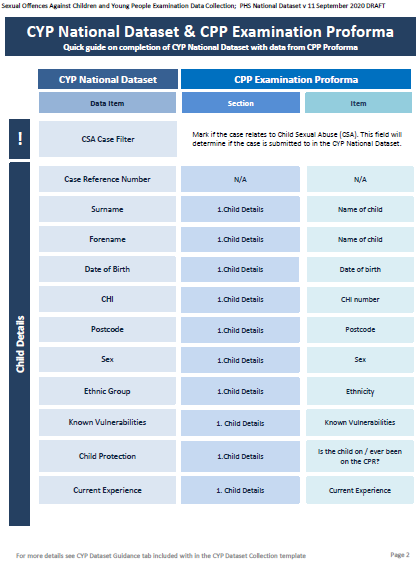 Sexual Offences Against Children and Young People Examination Data Collection; PHS National Dataset v 11 September 2020 DRAFT
CYP National Dataset & CPP Examination Proforma
Quick guide on completion of CYP National Dataset with data from CPP Proforma
CYP National Dataset CPP Examination Proforma
Data Item Section Item
! CSA Case Filter Mark if the case relates to Child Sexual Abuse (CSA). This field will
determine if the case is submitted to in the CYP National Dataset.
Child Details
Case Reference Number N/A N/A
Surname 1.Child Details Name of child
Forename 1.Child Details Name of child
Date of Birth 1.Child Details Date of birth
CHI 1.Child Details CHI number
Postcode 1.Child Details Postcode
Sex 1.Child Details Sex
Ethnic Group 1.Child Details Ethnicity
Known Vulnerabilities 1. Child Details Known Vulnerabilities
Child Protection 1. Child Details Is the child on / ever been
on the CPR?
Current Experience 1. Child Details Current Experience
For more details see CYP Dataset Guidance tab included with in the CYP Dataset Collection template Page 2